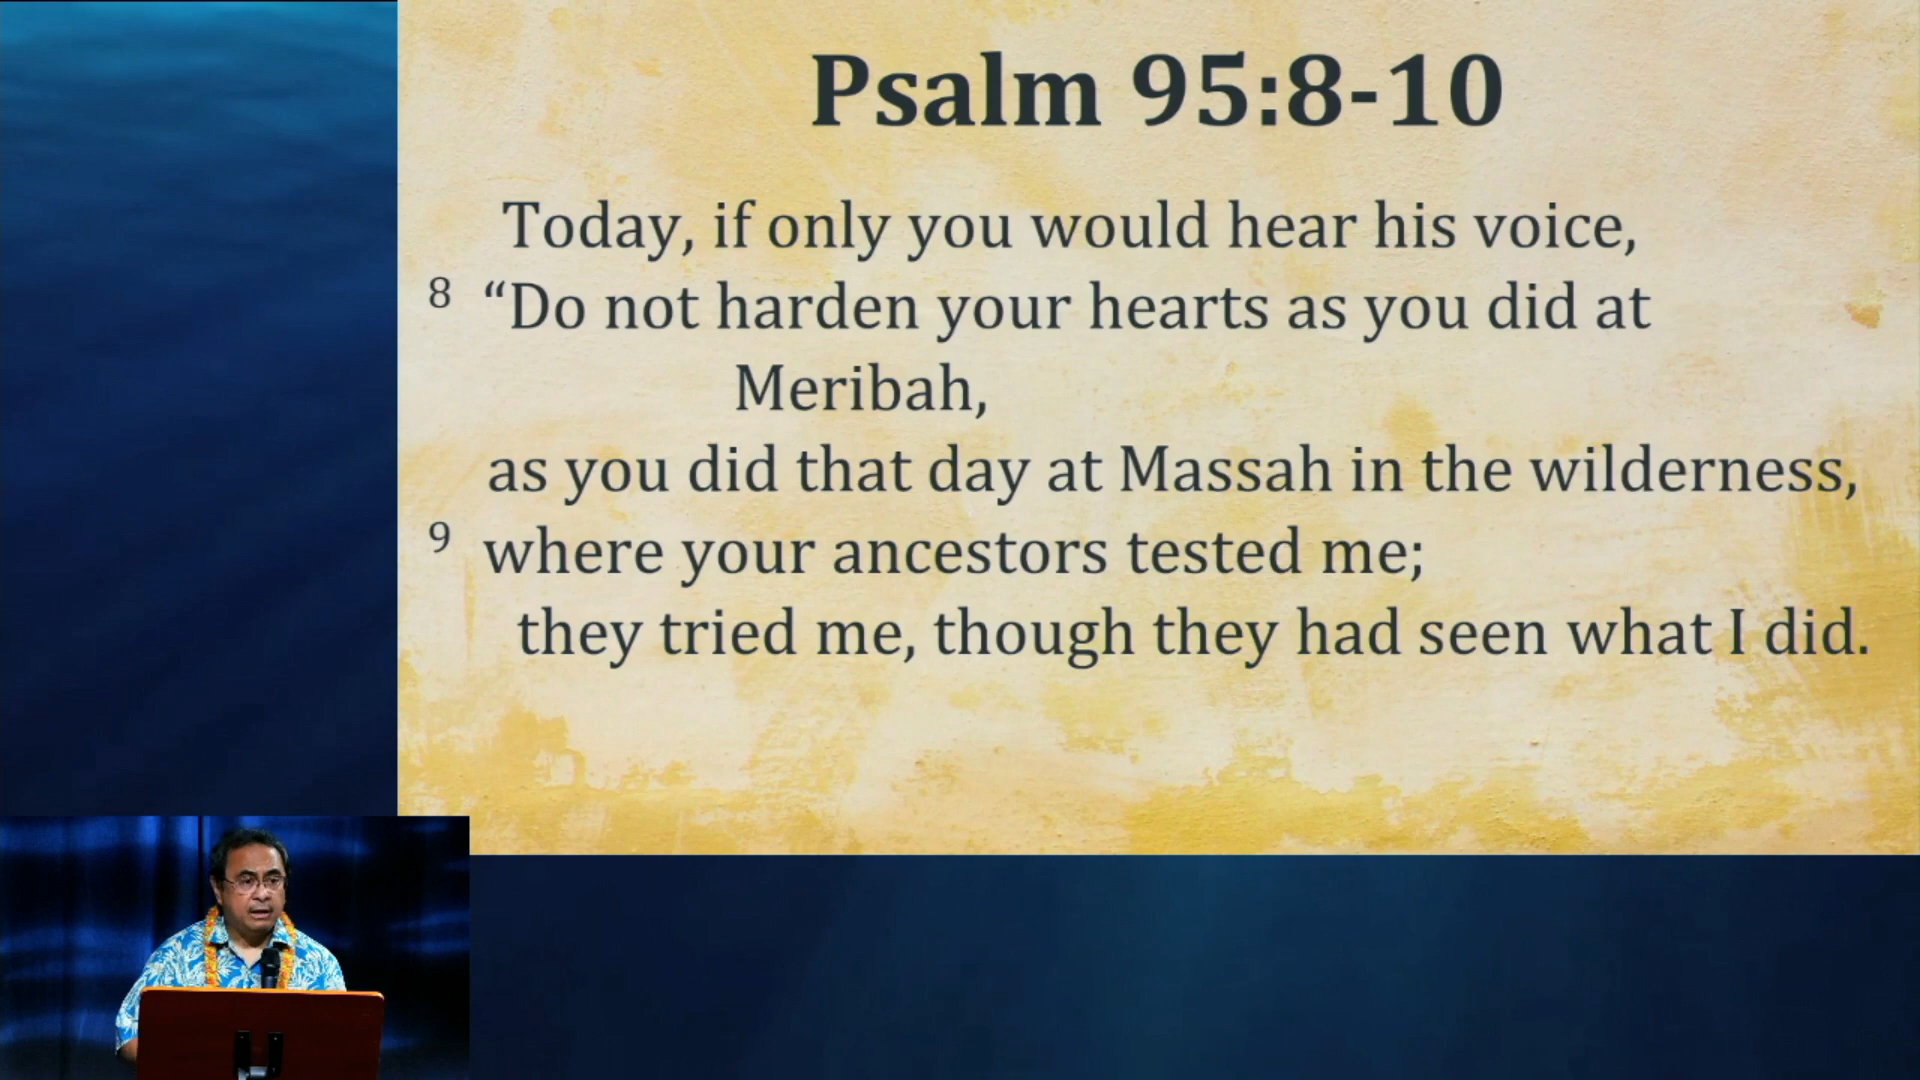 Psalm 95:8-10
Today, if only you would hear his voice,
8 “Do not harden your hearts as you did at
Meribah,
as you did that day at Massah in the wilderness,
9 where your ancestors tested me;
they tried me, though they had seen what I did.